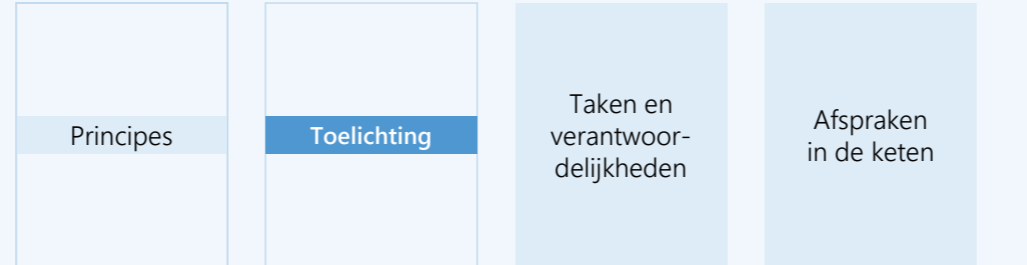 Principes
Toelichting
Taken en
verantwoor-
delijkheden
Afspraken
in de keten